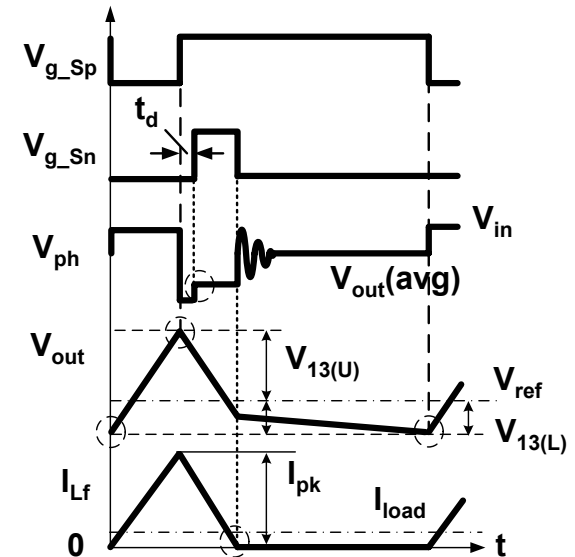 V_g_Sp
t_d
V_g_Sn
V_in
V_ph
V_out(avg)
V_out
V_13(U)
V_ref
V_13(L)
I_Lf
I_pk
I_load
0
t